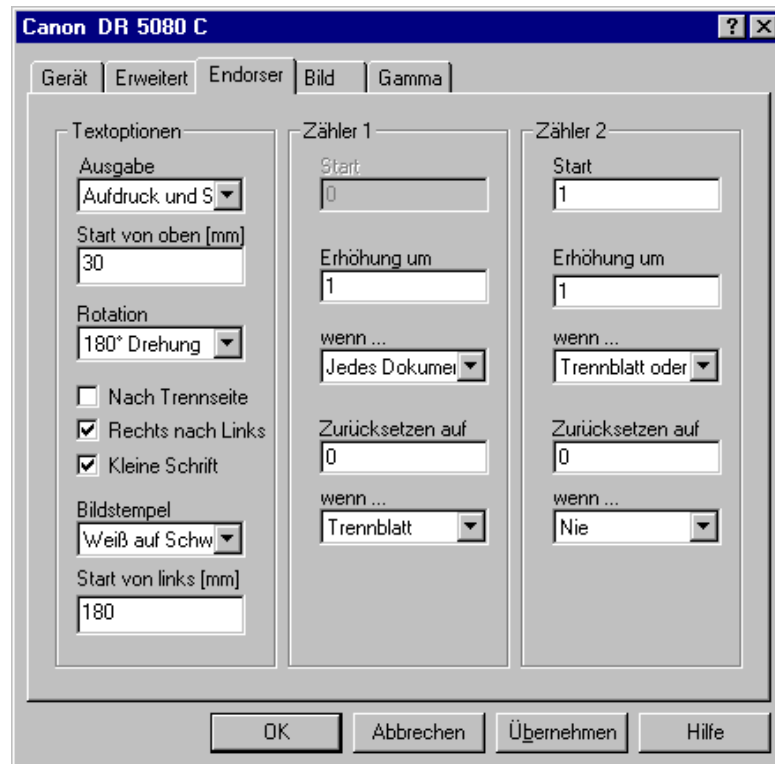 Canon DR 5080 C
Gerät Erweitert Endorser Bild Gamma
Textoptionen
Ausgabe
Aufdruck und S
Start von oben [mm]
30
Rotation
180° Drehung
Nach Trennseite
Rechts nach Links
Kleine Schrift
Bildstempel
Weiß auf Schw
Start von links [mm]
180
Zähler 1
Start
0
Erhöhung um
1
wenn ...
Jedes Dokumen
Zurücksetzen auf
0
wenn ...
Trennblatt
Zähler 2
Start
1
Erhöhung um
1
wenn ...
Trennblatt oder
Zurücksetzen auf
0
wenn ...
Nie
OK Abbrechen Übernehmen Hilfe